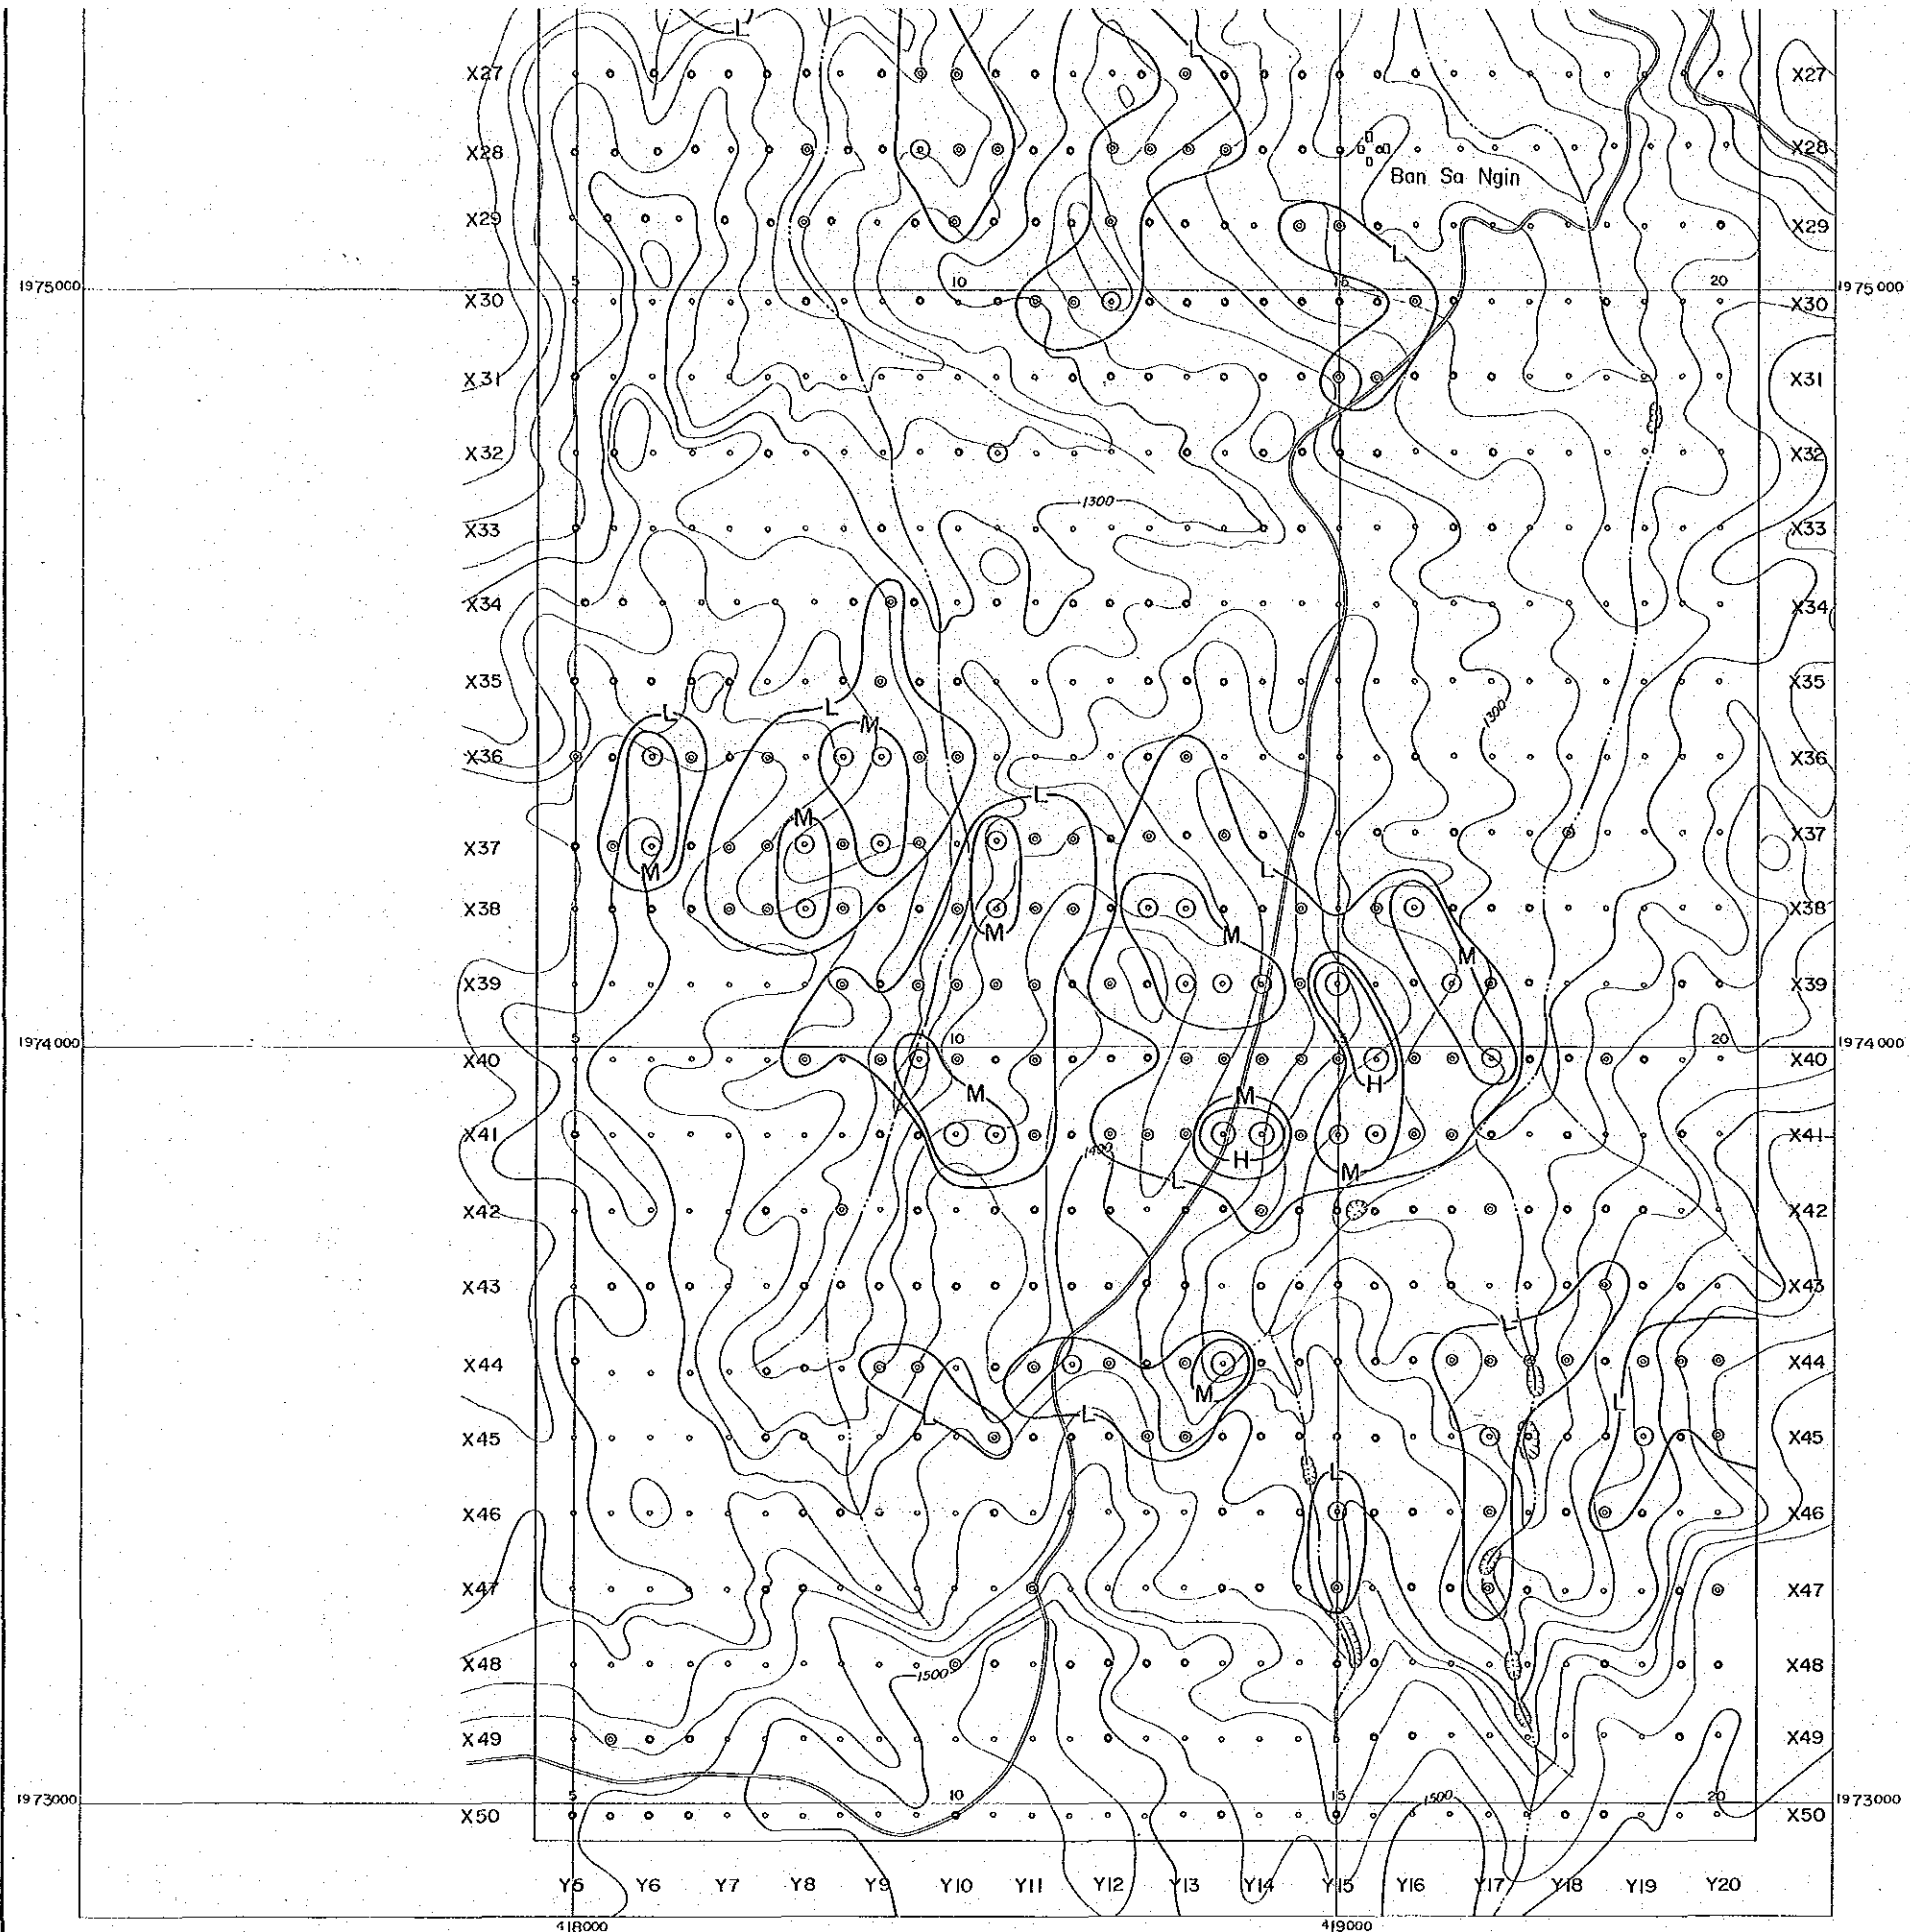 L
L
X27 X27
X28 X28
Ban Sa Ngin
X29 X29
L
1975000 5 10 15 20 1975000
X30 X30
X31 X31
X32 X32
1300
X33 X33
X34 X34
X35 X35
L L M 1300
X36 X36
L
M
X37 X37
M L
X38 X38
M M M
X39 X39
1974000 5 10 20 1974000
X40 X40
H
M M
X41 X41
1400 H M
L
X42 X42
X43 X43
L
X44 X44
M L
L L
X45 X45
L
X46 X46
X47 L X47
X48 1500 X48
X49 X49
1973000 5 10 15 1500 20 1973000
X50 X50
Y5 Y6 Y7 Y8 Y9 Y10 Y11 Y12 Y13 Y14 Y15 Y16 Y17 Y18 Y19 Y20
418000 419000